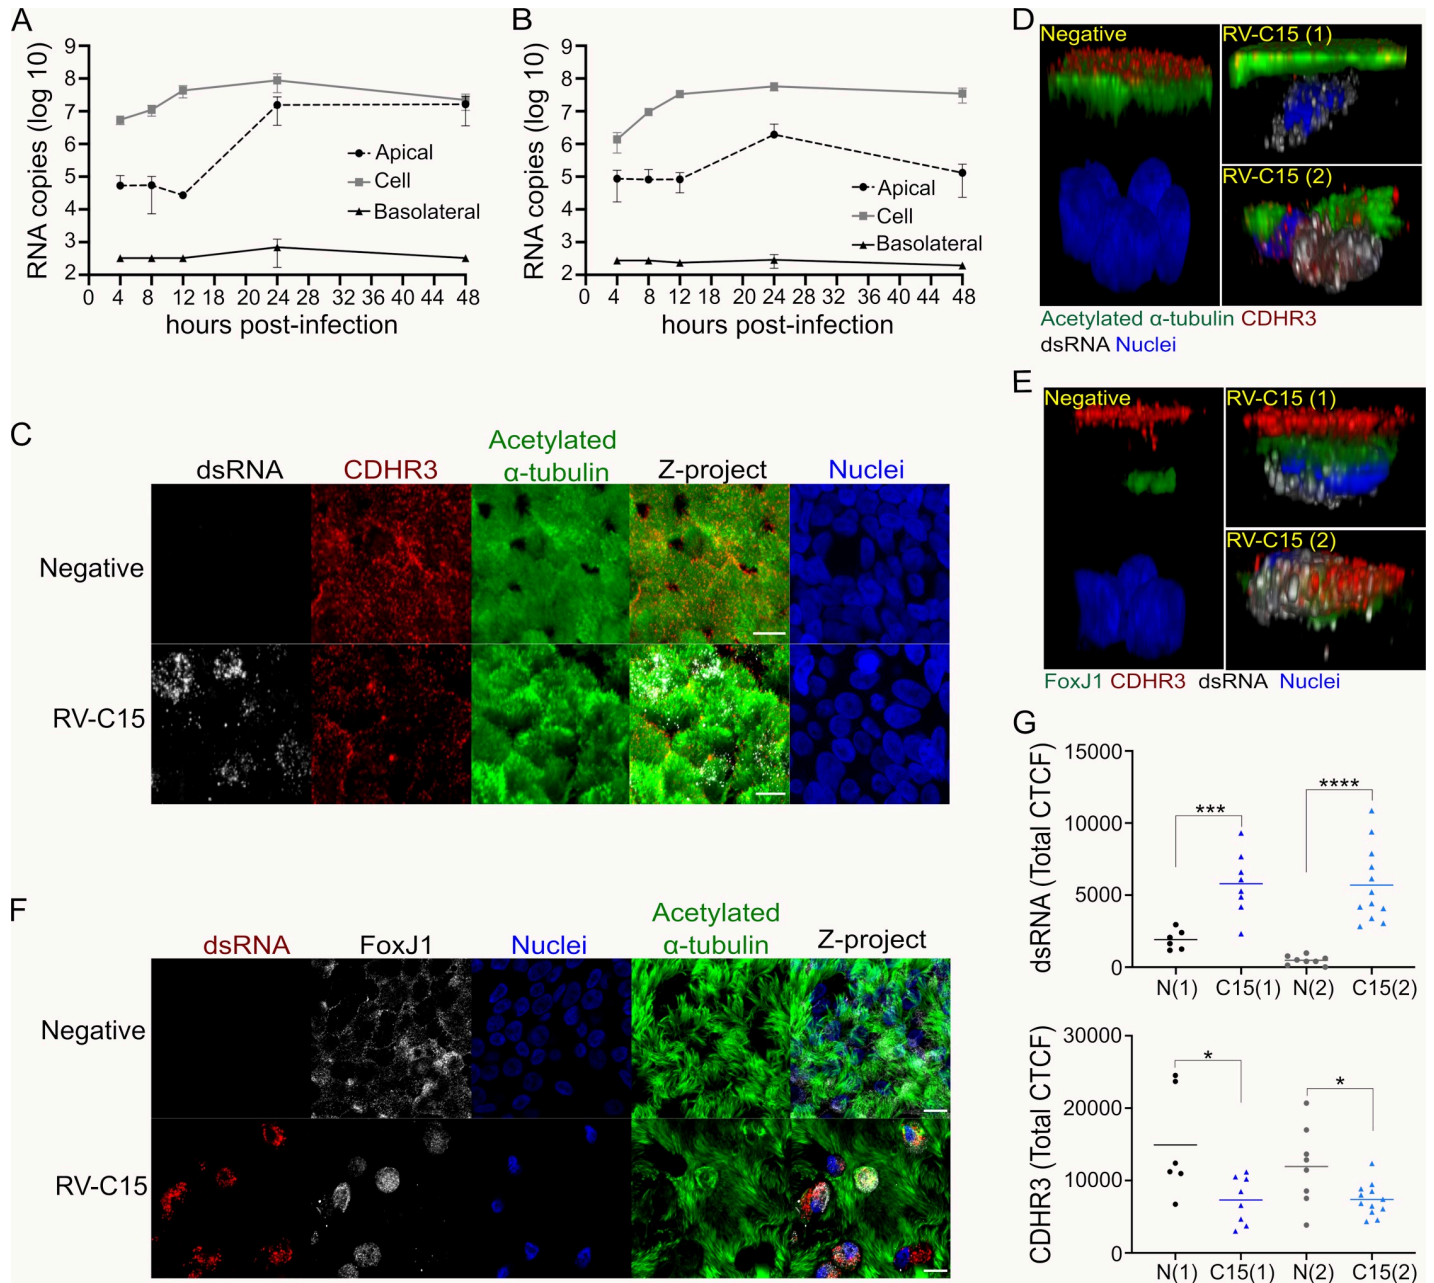 A
RNA copies (log 10)
9
8
7
6
5
4
3
2
Apical
Cell
Basolateral
0 4 8 12 16 20 24 28 32 36 40 44 48
hours post-infection
B
RNA copies (log 10)
9
8
7
6
5
4
3
2
Apical
Cell
Basolateral
0 4 8 12 16 20 24 28 32 36 40 44 48
hours post-infection
C
dsRNA CDHR3 Acetylated α-tubulin Z-project Nuclei
Negative
RV-C15
D
Negative
RV-C15 (1)
RV-C15 (2)
Acetylated α-tubulin CDHR3
dsRNA Nuclei
E
Negative
RV-C15 (1)
RV-C15 (2)
FoxJ1 CDHR3 dsRNA Nuclei
F
dsRNA FoxJ1 Nuclei Acetylated α-tubulin Z-project
Negative
RV-C15
G
dsRNA (Total CTCF)
15000
10000
5000
0
***
****
N(1) C15(1) N(2) C15(2)
CDHR3 (Total CTCF)
30000
20000
10000
0
*
*
N(1) C15(1) N(2) C15(2)